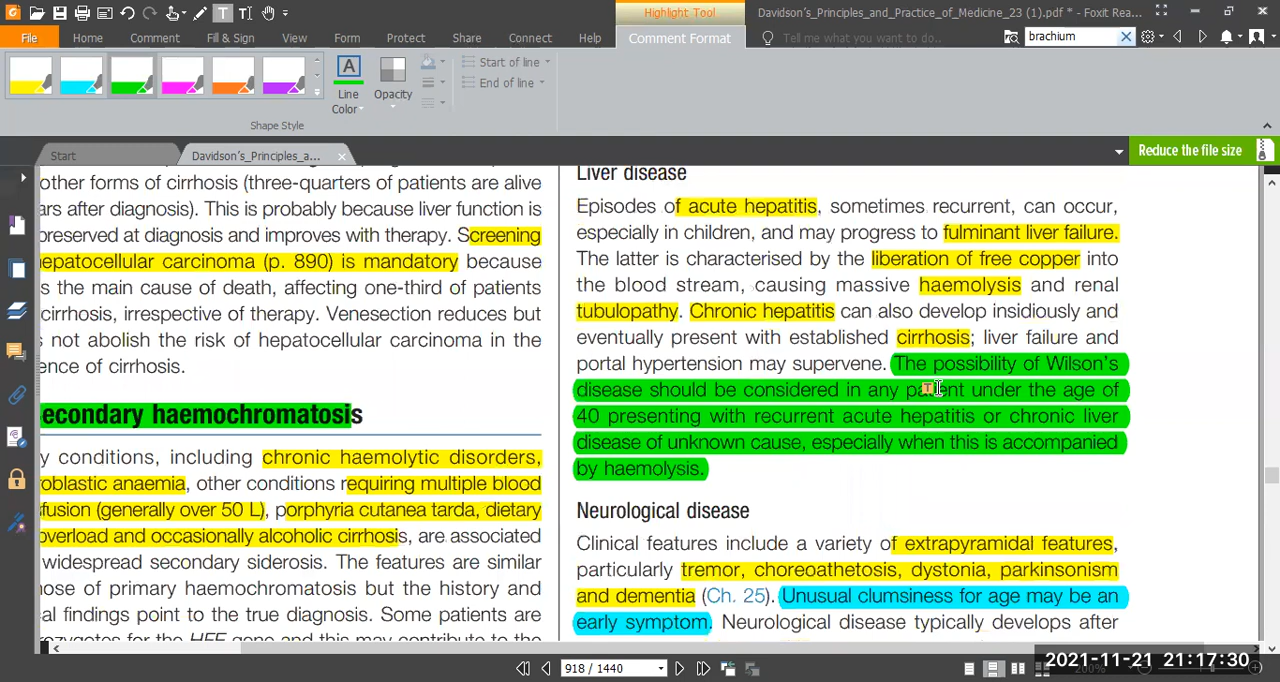 Highlight Tool
Davidson's_Principles_and_Practice_of_Medicine_23 (1).pdf * - Foxit Rea...
File
Home
Comment
Fill & Sign
View
Form
Protect
Share
Connect
Help
Comment Format
Tell me what you want to do..
brachium
Line
Color
Opacity
Start of line
End of line
Shape Style
Start
Davidson's_Principles_a...
Reduce the file size
other forms of cirrhosis (three-quarters of patients are alive
ars after diagnosis). This is probably because liver function is
preserved at diagnosis and improves with therapy. Screening
hepatocellular carcinoma (p. 890) is mandatory because
s the main cause of death, affecting one-third of patients
cirrhosis, irrespective of therapy. Venesection reduces but
not abolish the risk of hepatocellular carcinoma in the
ence of cirrhosis.
econdary haemochromatosis
y conditions, including chronic haemolytic disorders,
roblastic anaemia, other conditions requiring multiple blood
fusion (generally over 50 L), porphyria cutanea tarda, dietary
overload and occasionally alcoholic cirrhosis, are associated
widespread secondary siderosis. The features are similar
ose of primary haemochromatosis but the history and
al findings point to the true diagnosis. Some patients are
rozygotes for the HFE gene and this may contribute to the
Liver disease
Episodes of acute hepatitis, sometimes recurrent, can occur,
especially in children, and may progress to fulminant liver failure.
The latter is characterised by the liberation of free copper into
the blood stream, causing massive haemolysis and renal
tubulopathy. Chronic hepatitis can also develop insidiously and
eventually present with established cirrhosis; liver failure and
portal hypertension may supervene. The possibility of Wilson's
disease should be considered in any patient under the age of
40 presenting with recurrent acute hepatitis or chronic liver
disease of unknown cause, especially when this is accompanied
by haemolysis.
Neurological disease
Clinical features include a variety of extrapyramidal features,
particularly tremor, choreoathetosis, dystonia, parkinsonism
and dementia (Ch. 25). Unusual clumsiness for age may be an
early symptom. Neurological disease typically develops after
918 / 1440
200%
2021-11-21 21:17:30